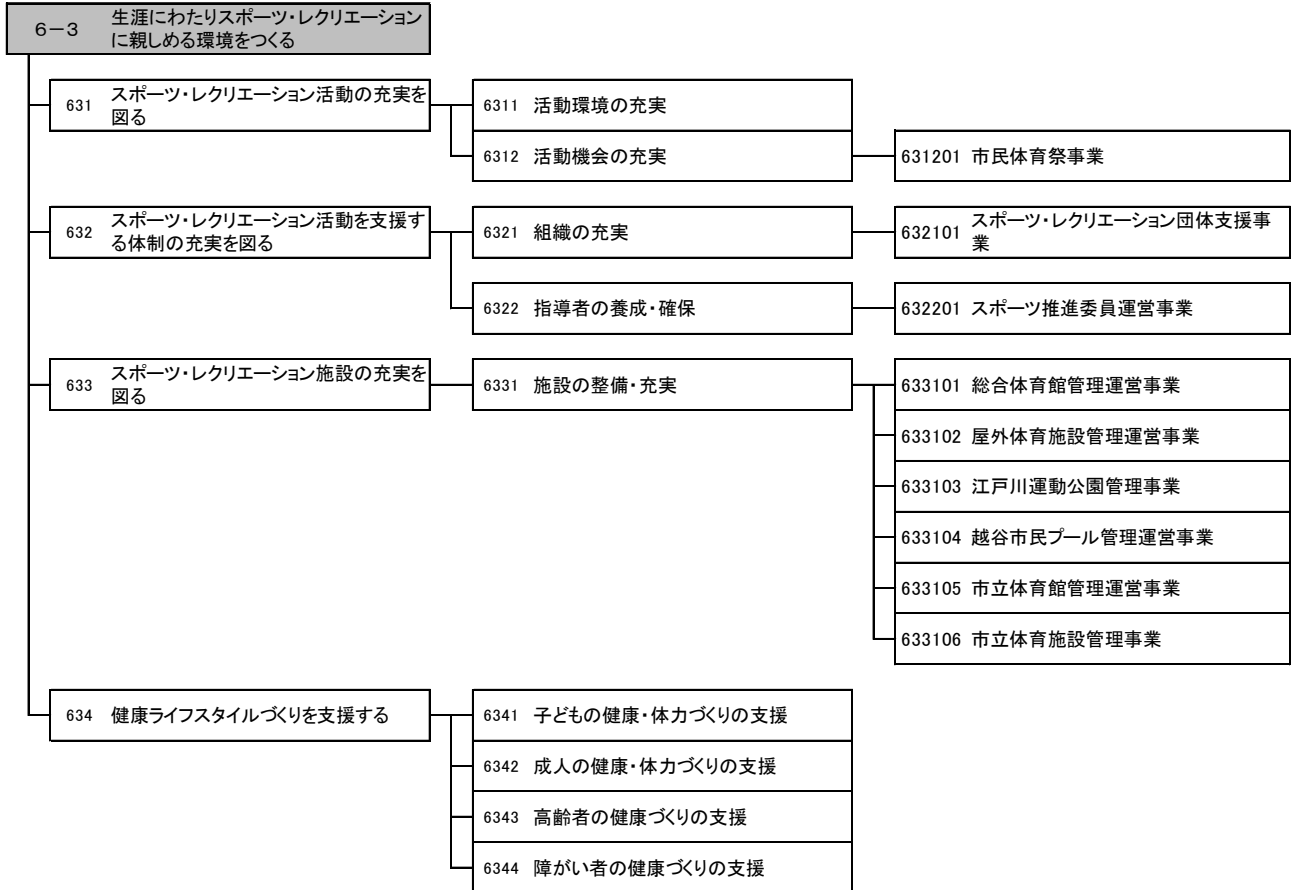 6－3 生涯にわたりスポーツ・レクリエーション
に親しめる環境をつくる
631 スポーツ・レクリエーション活動の充実を
図る
6311 活動環境の充実
6312 活動機会の充実
631201 市民体育祭事業
632 スポーツ・レクリエーション活動を支援す
る体制の充実を図る
6321 組織の充実
632101 スポーツ・レクリエーション団体支援事
業
6322 指導者の養成・確保
632201 スポーツ推進委員運営事業
633 スポーツ・レクリエーション施設の充実を
図る
6331 施設の整備・充実
633101 総合体育館管理運営事業
633102 屋外体育施設管理運営事業
633103 江戸川運動公園管理事業
633104 越谷市民プール管理運営事業
633105 市立体育館管理運営事業
633106 市立体育施設管理事業
634 健康ライフスタイルづくりを支援する
6341 子どもの健康・体力づくりの支援
6342 成人の健康・体力づくりの支援
6343 高齢者の健康づくりの支援
6344 障がい者の健康づくりの支援